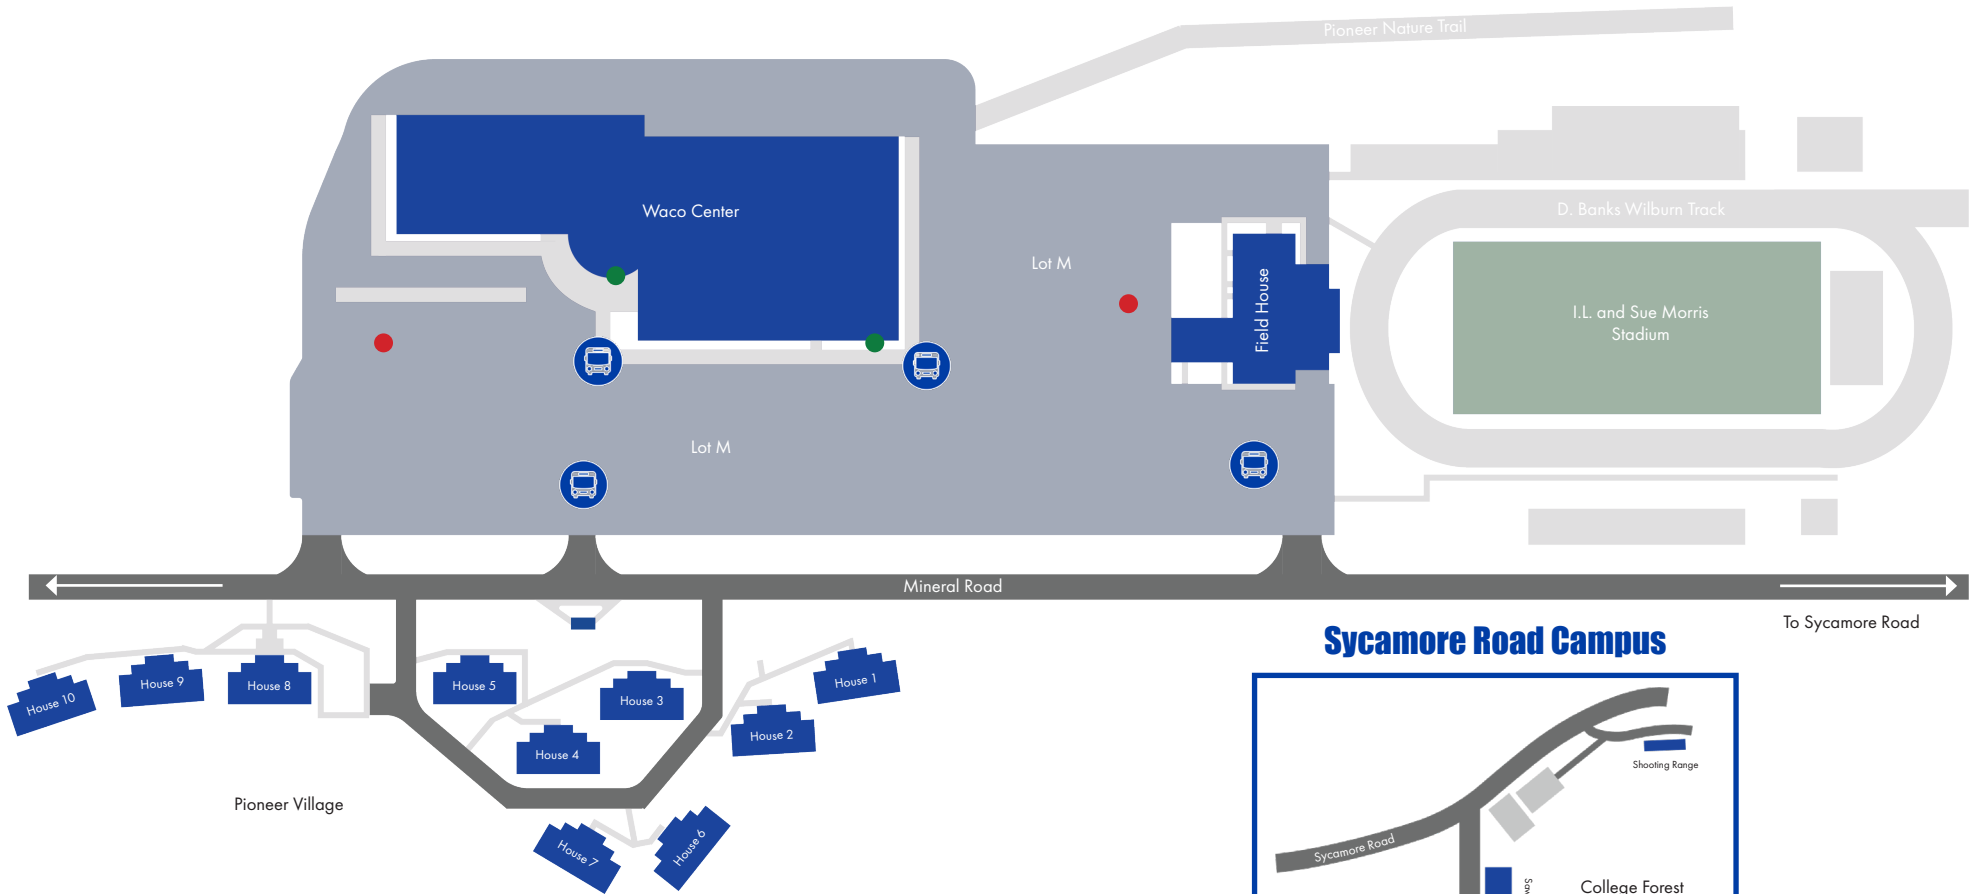 Pioneer Nature Trail
D. Banks Wilburn Track
Waco Center
Lot M
Field House
I.L. and Sue Morris
Stadium
Lot M
Mineral Road
To Sycamore Road
Sycamore Road Campus
House 10
House 9
House 8
House 5
House 3
House 1
House 4
House 2
Shooting Range
Pioneer Village
House 7
House 6
Sycamore Road
College Forest